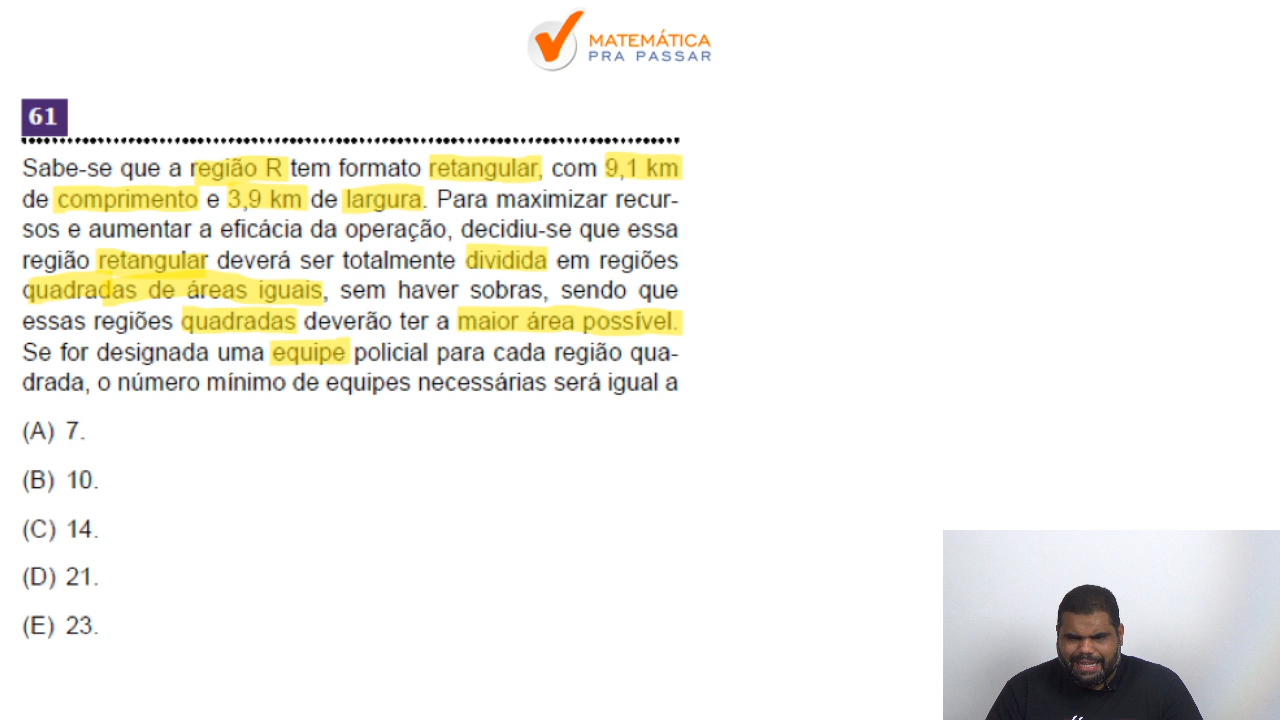 MATEMÁTICA
PRA PASSAR
61
Sabe-se que a região R tem formato retangular, com 9,1 km
de comprimento e 3,9 km de largura. Para maximizar recur-
sos e aumentar a eficácia da operação, decidiu-se que essa
região retangular deverá ser totalmente dividida em regiões
quadradas de áreas iguais, sem haver sobras, sendo que
essas regiões quadradas deverão ter a maior área possível.
Se for designada uma equipe policial para cada região qua-
drada, o número mínimo de equipes necessárias será igual a
(A) 7.
(B) 10.
(C) 14.
(D) 21.
(E) 23.